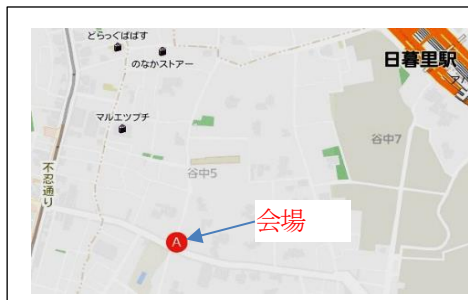 どらっぐぱぱす
のなかストアー
日暮里駅
マルエツプチ
谷中7
不忍通り
谷中5
会場
A